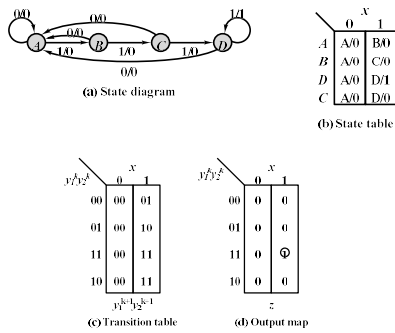 0/0 0/0 1/1
x
0/0 0 1
A B C D
A A/0 B/0
1/0 1/0 1/0
B A/0 C/0
0/0
D A/0 D/1
(a) State diagram
C A/0 D/0
(b) State table
x x
y₁ᵏy₂ᵏ 0 1 y₁ᵏy₂ᵏ 0 1
00 00 01 00 0 0
01 00 10 01 0 0
11 00 11 11 0 1
10 00 11 10 0 0
y₁ᵏ⁺¹y₂ᵏ⁺¹ z
(c) Transition table (d) Output map